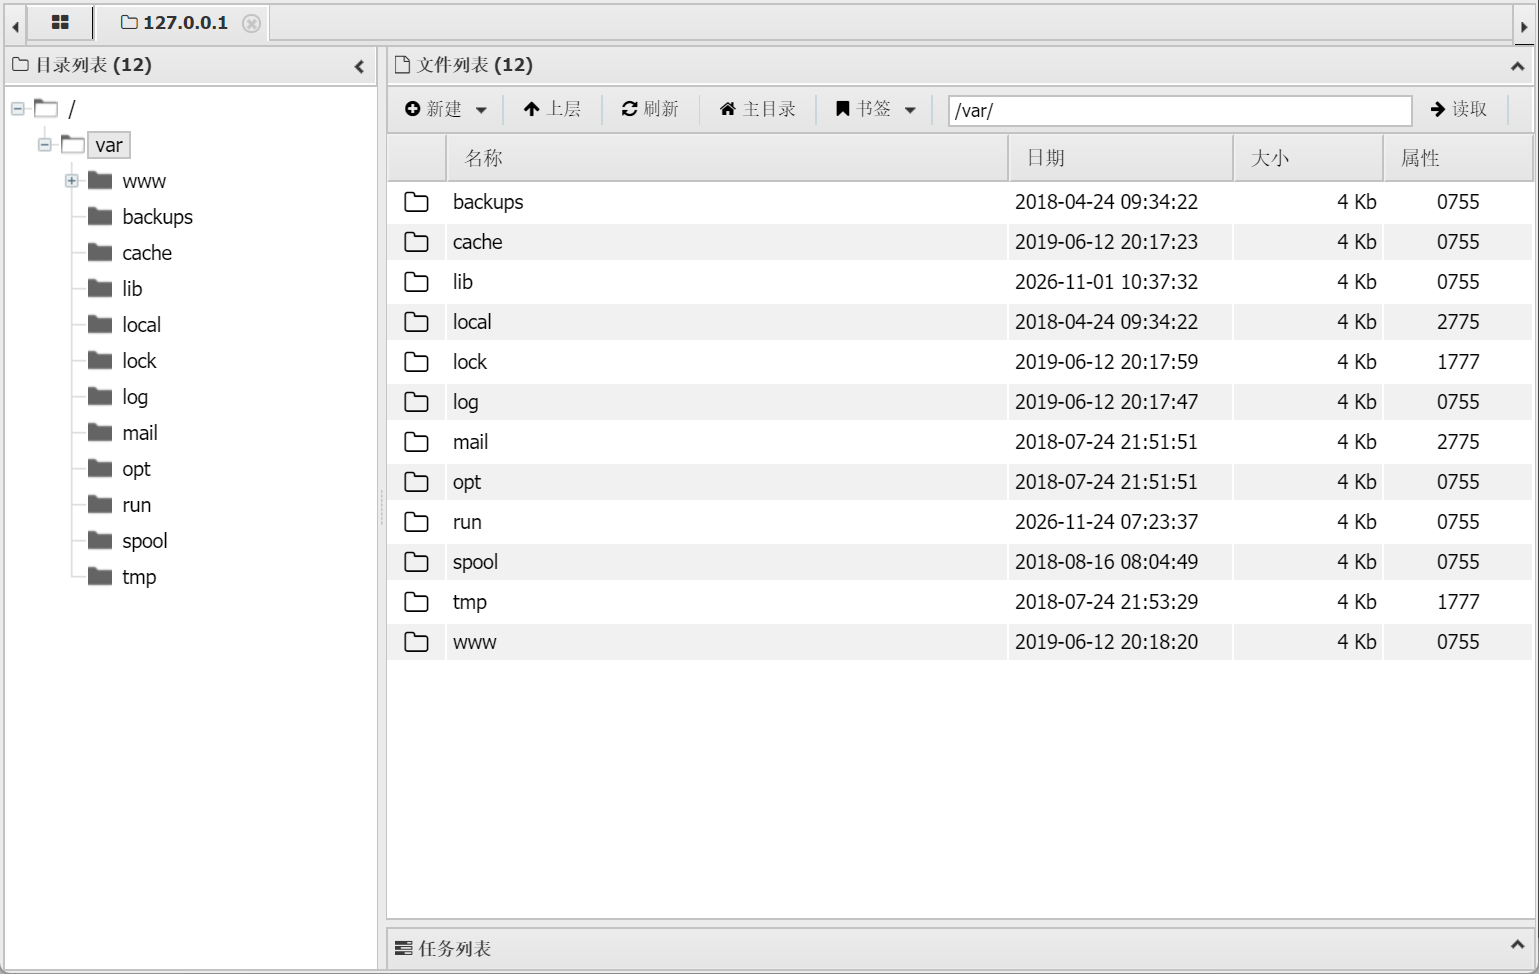 127.0.0.1
目录列表 (12)
/
var
www
backups
cache
lib
local
lock
log
mail
opt
run
spool
tmp
文件列表 (12)
新建 上层 刷新 主目录 书签 /var/ 读取
名称 日期 大小 属性
backups 2018-04-24 09:34:22 4 Kb 0755
cache 2019-06-12 20:17:23 4 Kb 0755
lib 2026-11-01 10:37:32 4 Kb 0755
local 2018-04-24 09:34:22 4 Kb 2775
lock 2019-06-12 20:17:59 4 Kb 1777
log 2019-06-12 20:17:47 4 Kb 0755
mail 2018-07-24 21:51:51 4 Kb 2775
opt 2018-07-24 21:51:51 4 Kb 0755
run 2026-11-24 07:23:37 4 Kb 0755
spool 2018-08-16 08:04:49 4 Kb 0755
tmp 2018-07-24 21:53:29 4 Kb 1777
www 2019-06-12 20:18:20 4 Kb 0755
任务列表